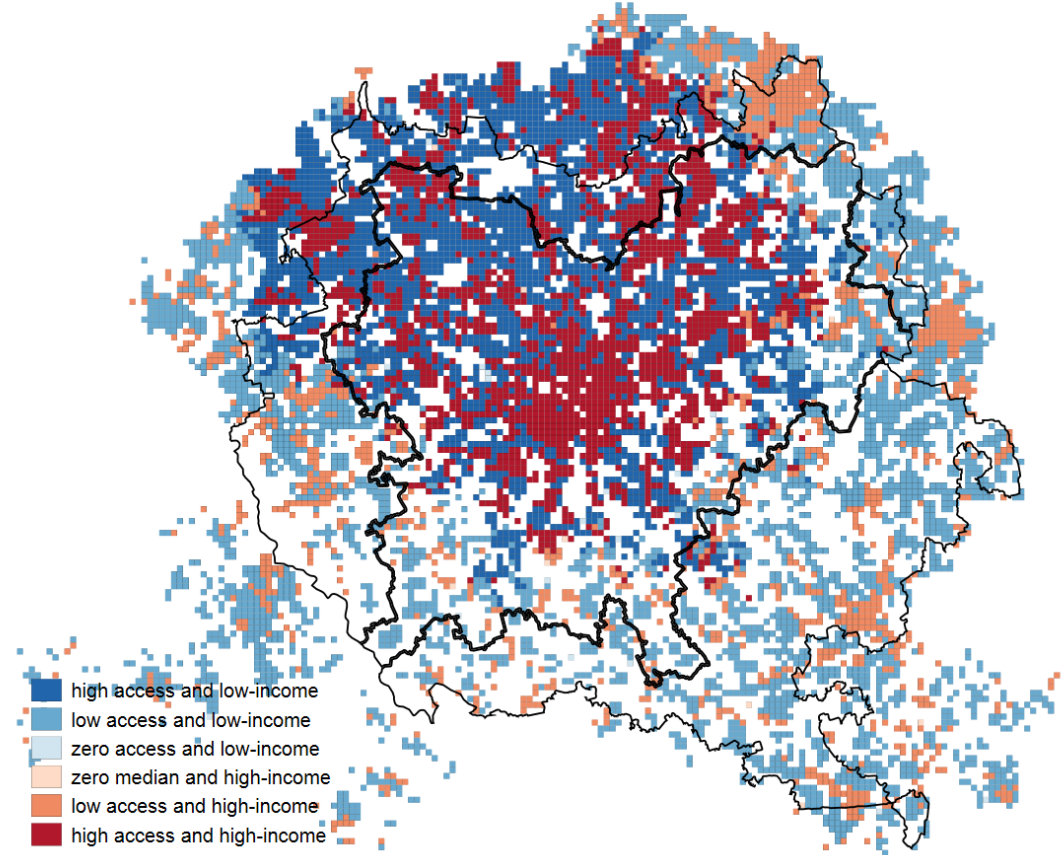 high access and low-income
low access and low-income
zero access and low-income
zero median and high-income
low access and high-income
high access and high-income